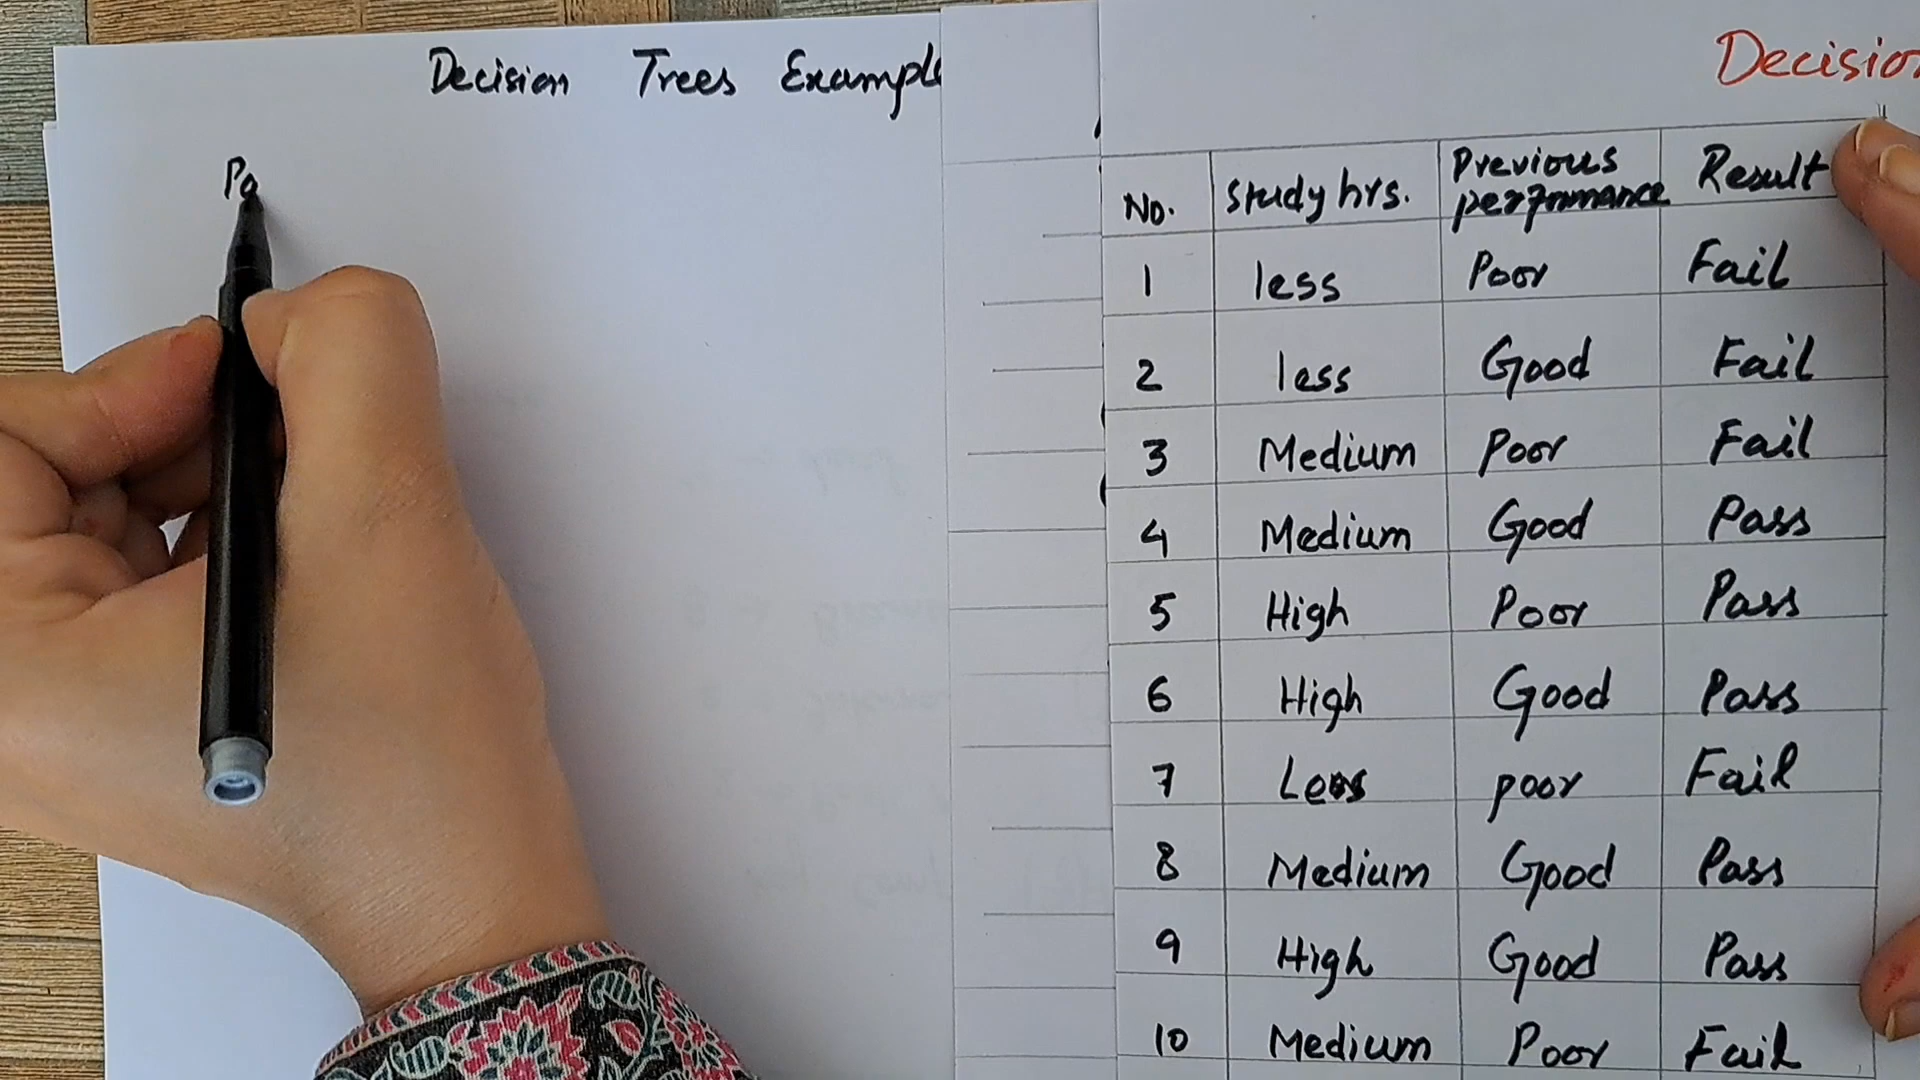 Decision Trees Example
Pa
Decision
No. Study hrs. Previous performance Result
1 less Poor Fail
2 less Good Fail
3 Medium Poor Fail
4 Medium Good Pass
5 High Poor Pass
6 High Good Pass
7 Less poor Fail
8 Medium Good Pass
9 High Good Pass
10 Medium Poor Fail